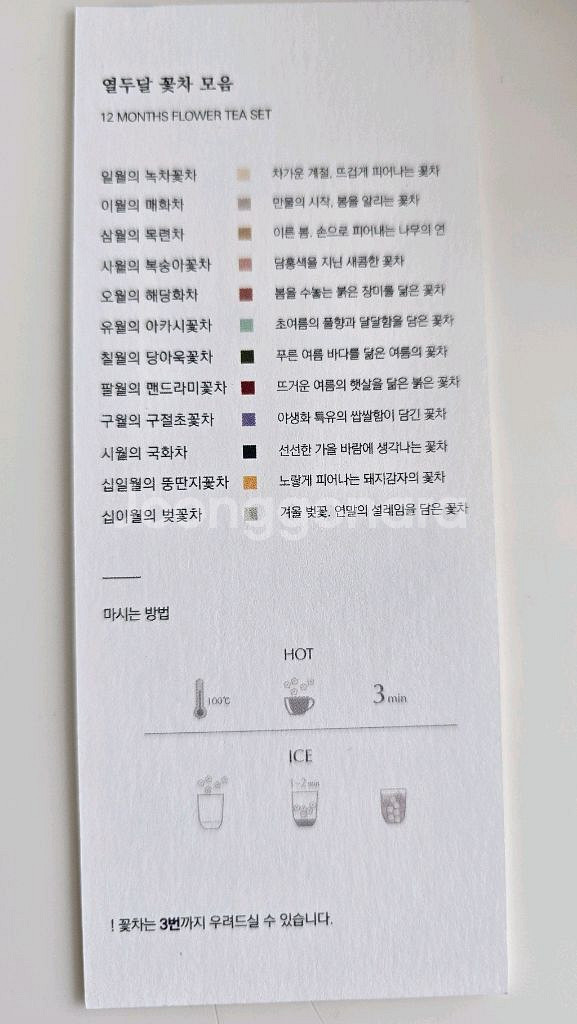 열두달 꽃차 모음
12 MONTHS FLOWER TEA SET
일월의 녹차꽃차 차가운 계절, 뜨겁게 피어나는 꽃차
이월의 매화차 만물의 시작, 봄을 알리는 꽃차
삼월의 목련차 이른 봄, 손으로 피어내는 나무의 연
사월의 복숭아꽃차 담홍색을 지닌 새콤한 꽃차
오월의 해당화차 봄을 수놓는 붉은 장미를 닮은 꽃차
유월의 아카시꽃차 초여름의 풀향과 달달함을 담은 꽃차
칠월의 당아욱꽃차 푸른 여름 바다를 닮은 여름의 꽃차
팔월의 맨드라미꽃차 뜨거운 여름의 햇살을 닮은 붉은 꽃차
구월의 구절초꽃차 야생화 특유의 쌉쌀함이 담긴 꽃차
시월의 국화차 선선한 가을 바람에 생각나는 꽃차
십일월의 뚱딴지꽃차 노랗게 피어나는 돼지감자의 꽃차
십이월의 벚꽃차 겨울 벚꽃, 연말의 설레임을 담은 꽃차
마시는 방법
HOT
100℃
3 min
ICE
1~2 min
! 꽃차는 3번까지 우려드실 수 있습니다.